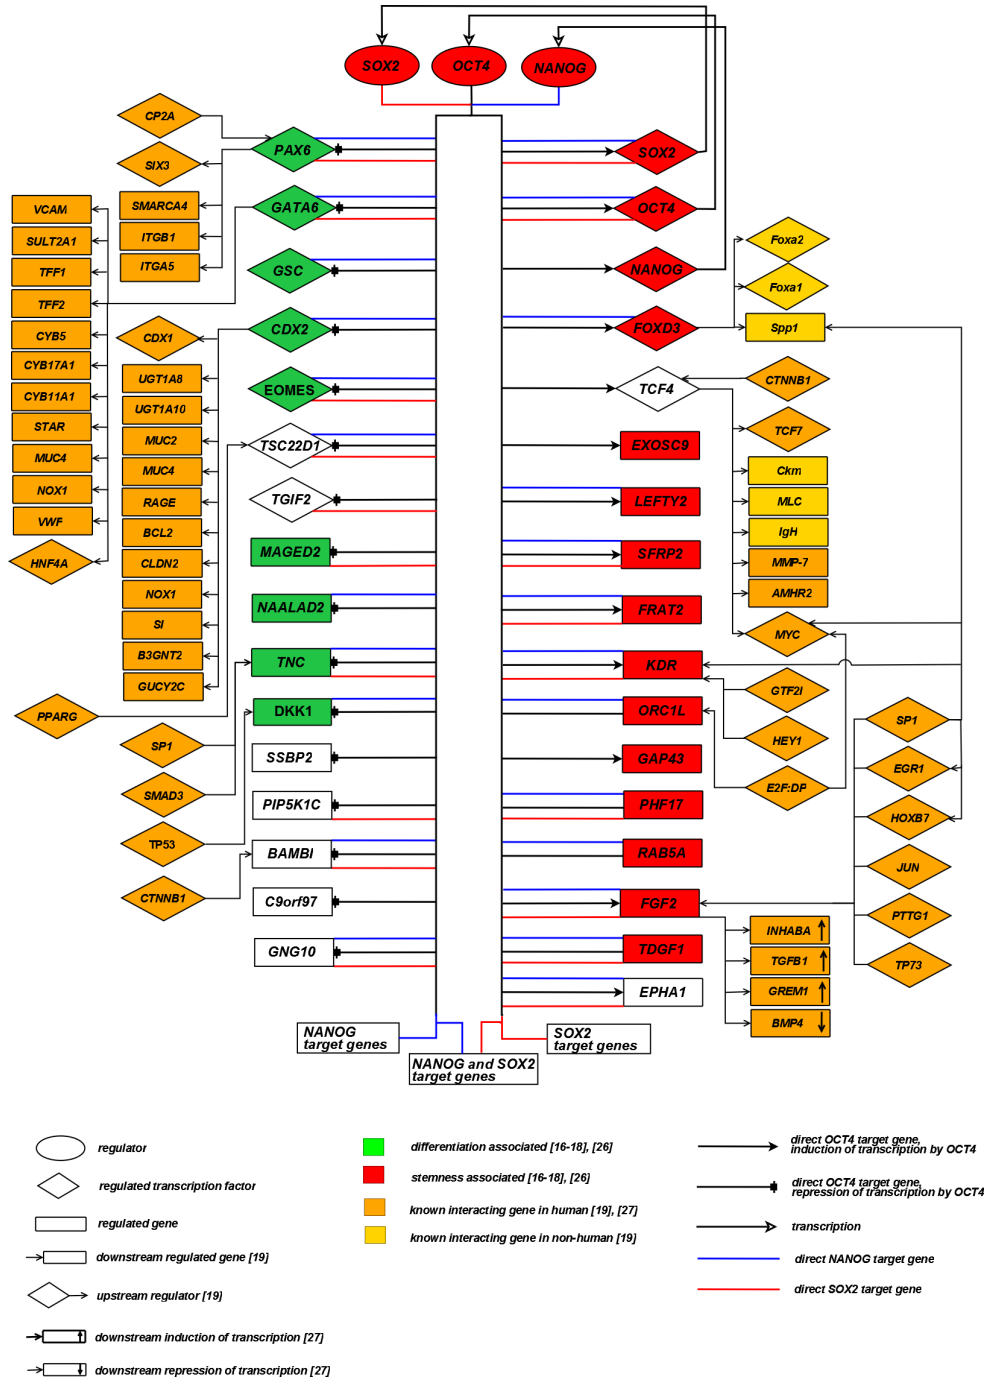 SOX2
OCT4
NANOG
CP2A
SIX3
SMARCA4
ITGB1
ITGA5
VCAM
SULT2A1
TFF1
TFF2
CYB5
CYB17A1
CYB11A1
STAR
MUC4
NOX1
VWF
HNF4A
CDX1
UGT1A8
UGT1A10
MUC2
MUC4
RAGE
BCL2
CLDN2
NOX1
SI
B3GNT2
GUCY2C
PPARG
SP1
SMAD3
TP53
CTNNB1
PAX6
GATA6
GSC
CDX2
EOMES
TSC22D1
TGIF2
MAGED2
NAALAD2
TNC
DKK1
SSBP2
PIP5K1C
BAMBI
C9orf97
GNG10
SOX2
OCT4
NANOG
FOXD3
TCF4
EXOSC9
LEFTY2
SFRP2
FRAT2
KDR
ORC1L
GAP43
PHF17
RAB5A
FGF2
TDGF1
EPHA1
Foxa2
Foxa1
Spp1
CTNNB1
TCF7
Ckm
MLC
IgH
MMP-7
AMHR2
MYC
GTF2I
HEY1
E2F:DP
SP1
EGR1
HOXB7
JUN
PTTG1
TP73
INHABA
TGFB1
GREM1
BMP4
NANOG
target genes
NANOG and SOX2
target genes
SOX2
target genes
regulator
regulated transcription factor
regulated gene
downstream regulated gene [19]
upstream regulator [19]
downstream induction of transcription [27]
downstream repression of transcription [27]
differentiation associated [16-18], [26]
stemness associated [16-18], [26]
known interacting gene in human [19], [27]
known interacting gene in non-human [19]
direct OCT4 target gene,
induction of transcription by OCT4
direct OCT4 target gene,
repression of transcription by OCT4
transcription
direct NANOG target gene
direct SOX2 target gene